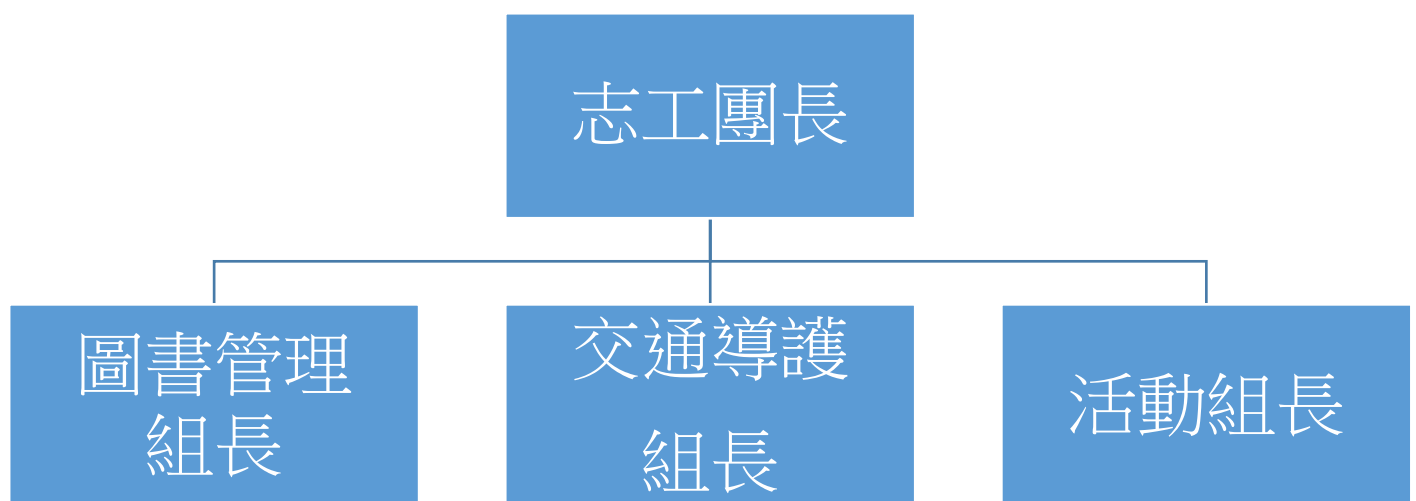 志工團長
圖書管理
組長
交通導護
組長
活動組長